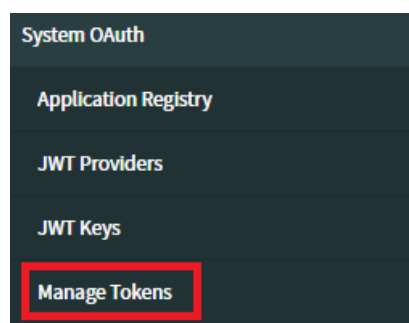 System OAuth
Application Registry
JWT Providers
JWT Keys
Manage Tokens